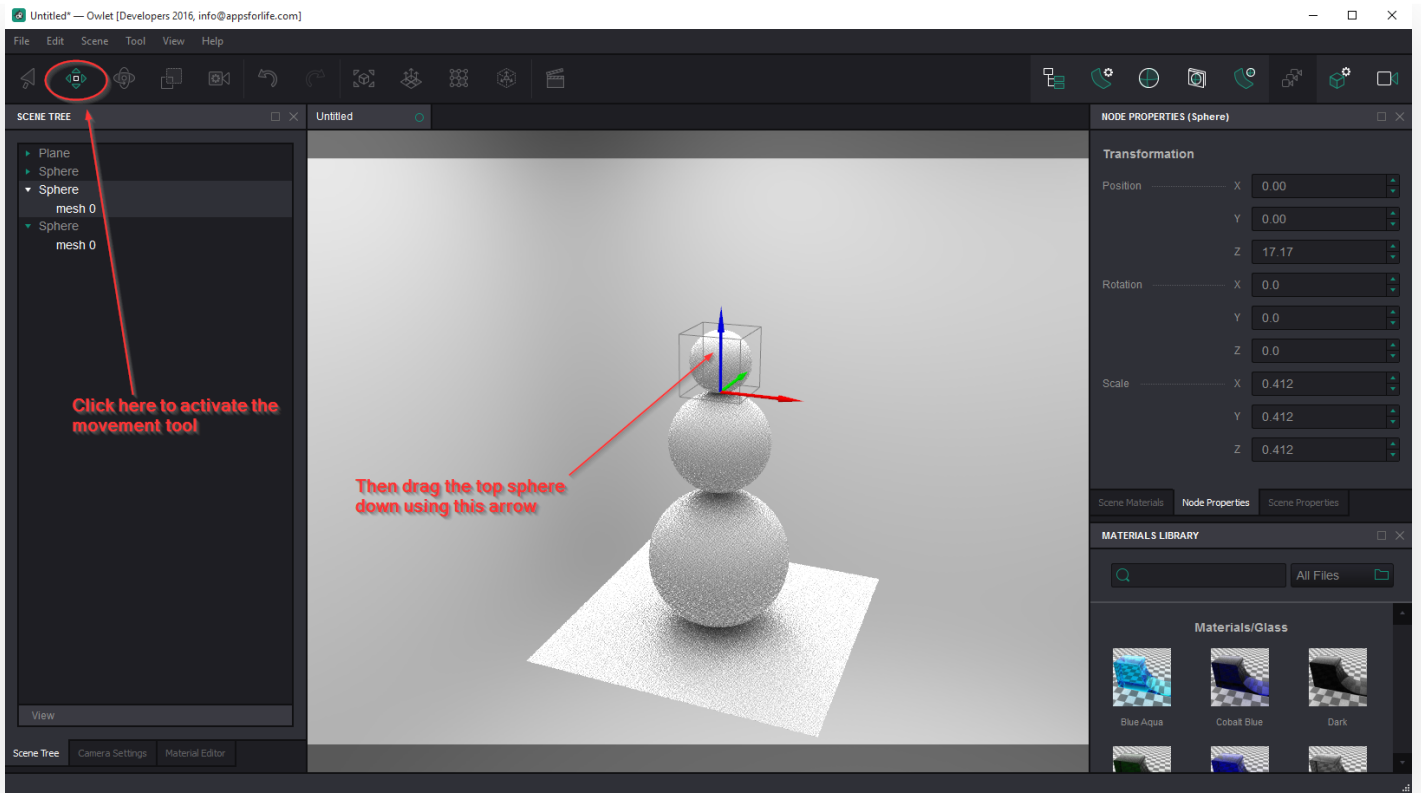 Untitled* — Owlet [Developers 2016, info@appsforlife.com]
File Edit Scene Tool View Help
SCENE TREE
Untitled
NODE PROPERTIES (Sphere)
Plane
Sphere
Sphere
mesh 0
Sphere
mesh 0
View
Scene Tree Camera Settings Material Editor
Click here to activate the
movement tool
Then drag the top sphere
down using this arrow
Transformation
Position X 0.00
Y 0.00
Z 17.17
Rotation X 0.0
Y 0.0
Z 0.0
Scale X 0.412
Y 0.412
Z 0.412
Scene Materials Node Properties Scene Properties
MATERIALS LIBRARY
All Files
Materials/Glass
Blue Aqua Cobalt Blue Dark